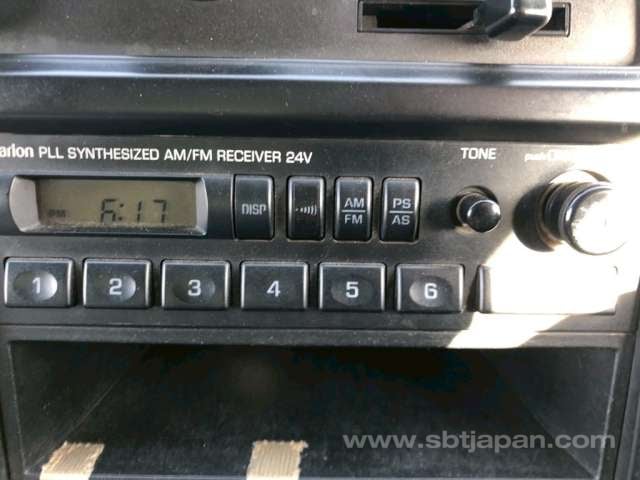 arion PLL SYNTHESIZED AM/FM RECEIVER 24V
TONE
push
PM 6:17
DISP
AM
FM
PS
AS
1 2 3 4 5 6
www.sbtjapan.com